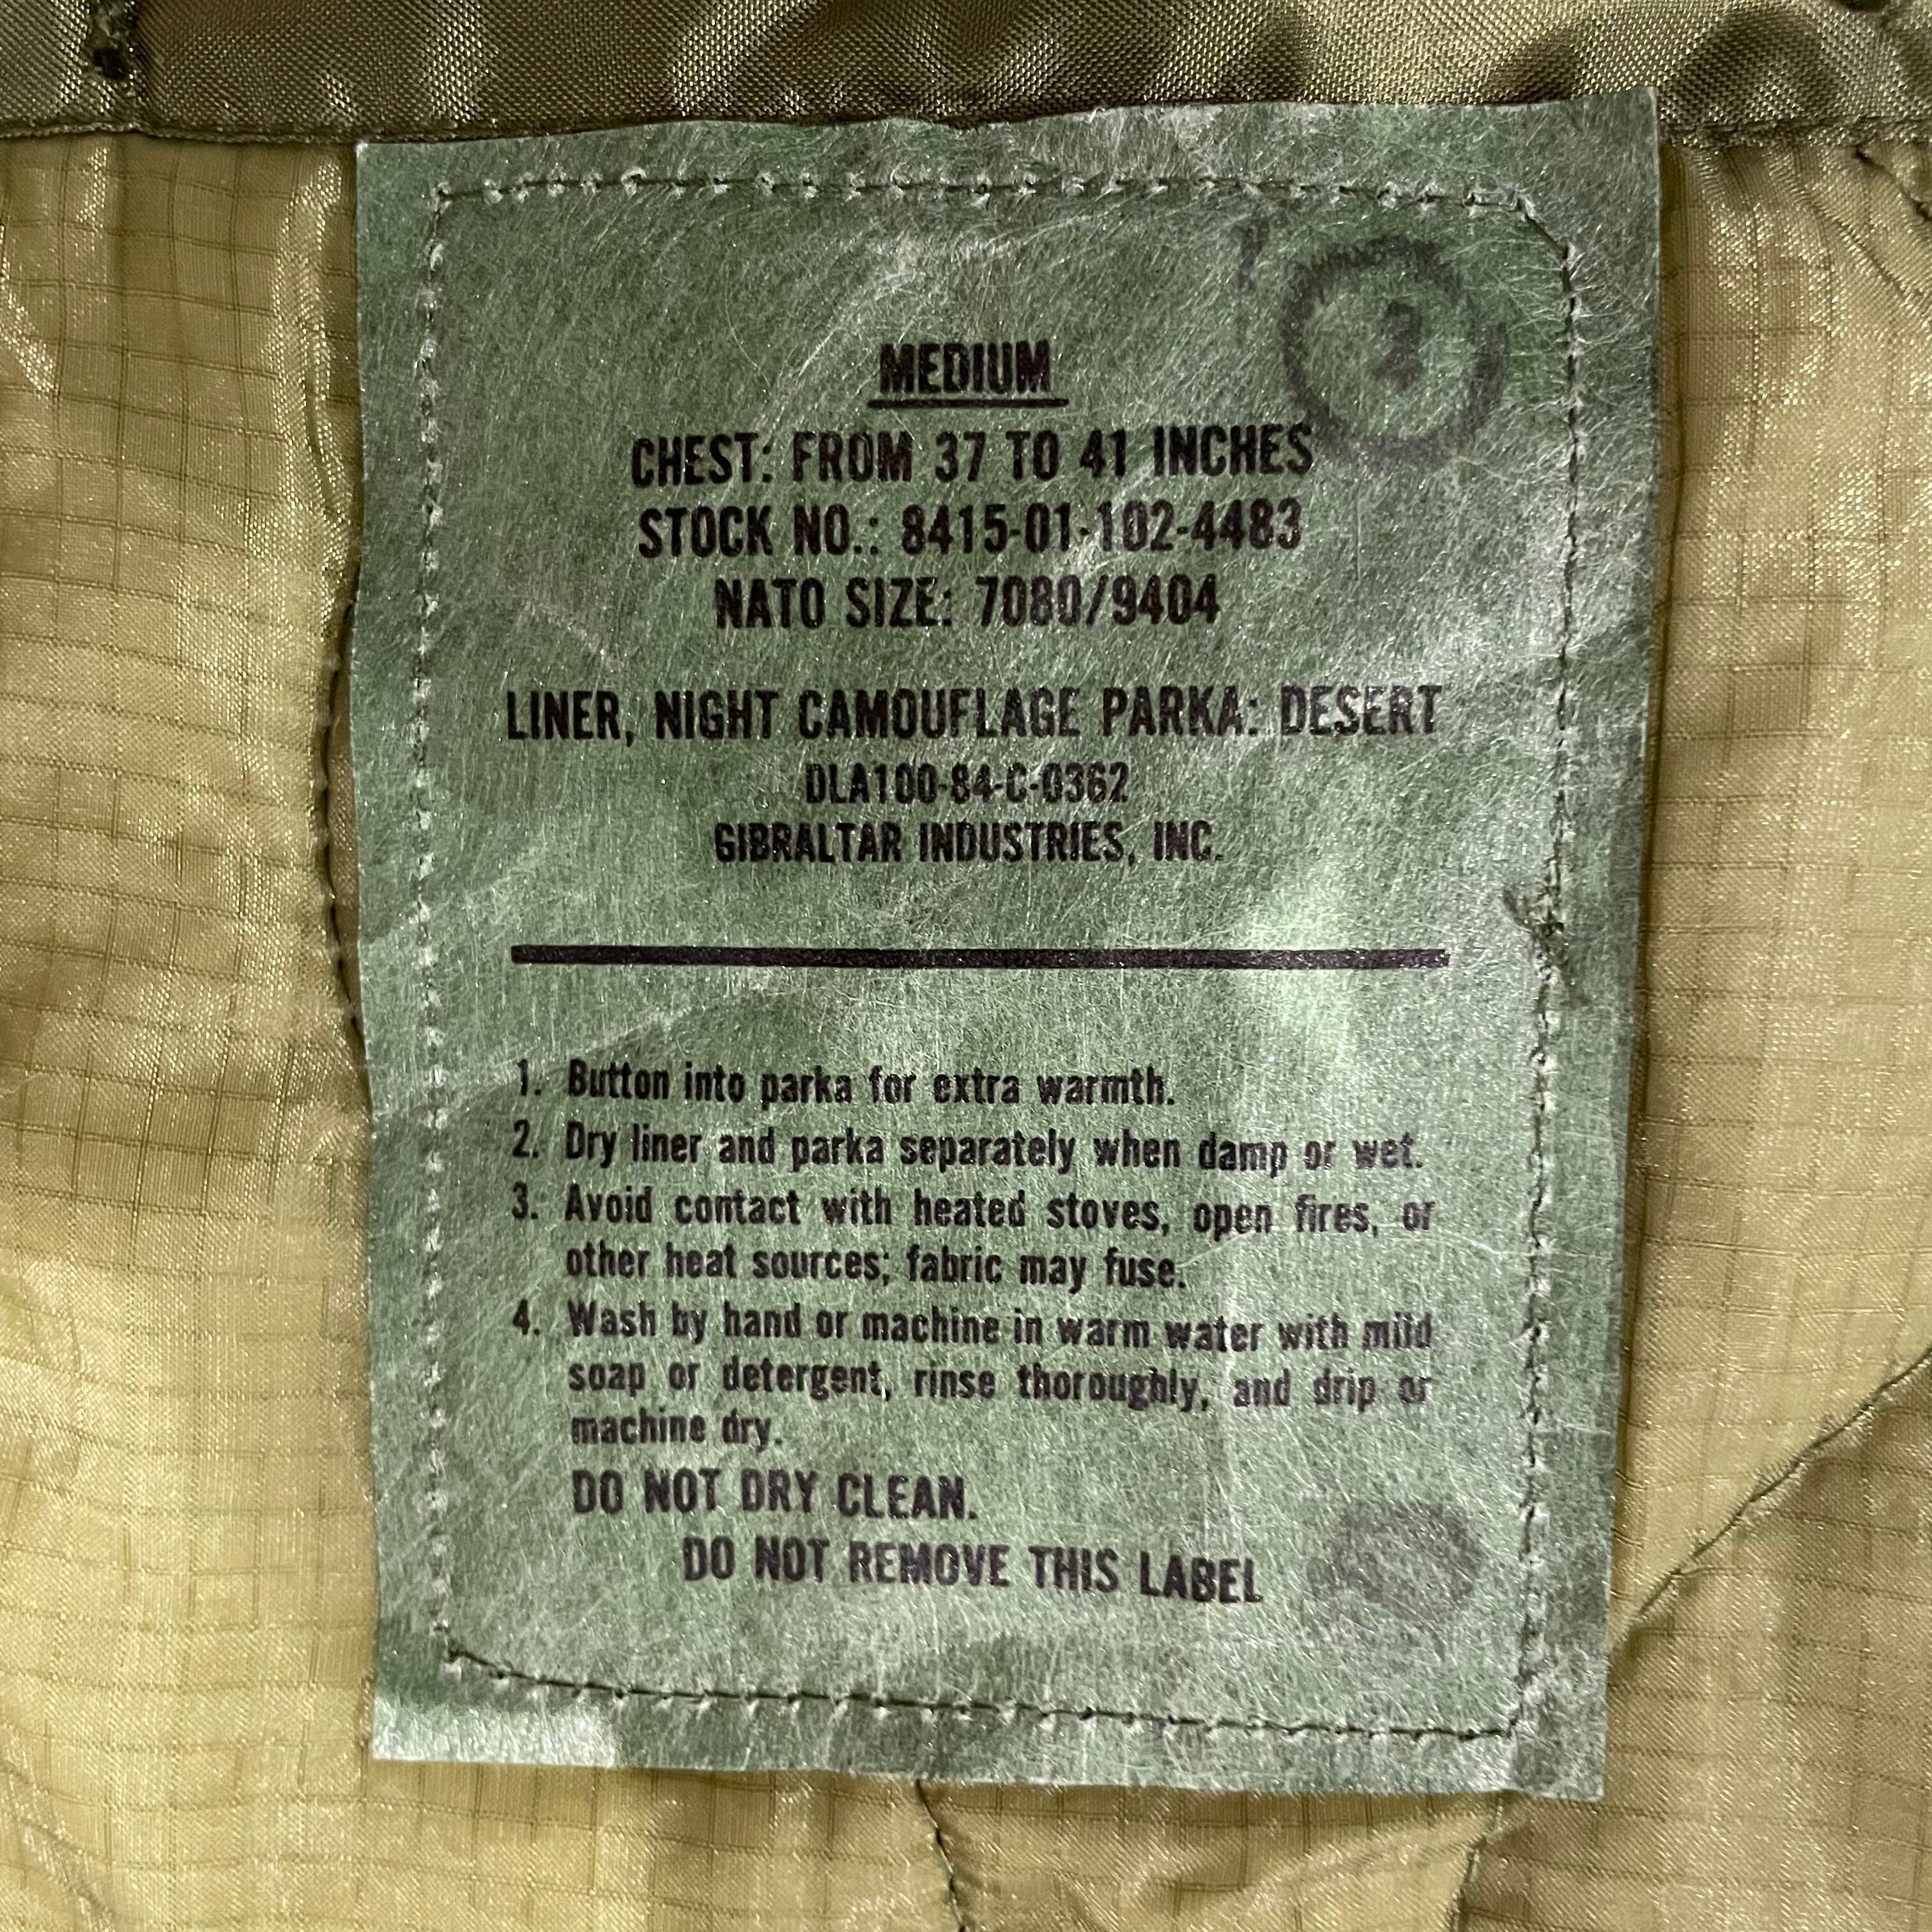 2
MEDIUM
CHEST: FROM 37 TO 41 INCHES
STOCK NO.: 8415-01-102-4483
NATO SIZE: 7080/9404
LINER, NIGHT CAMOUFLAGE PARKA: DESERT
DLA100-84-C-0362
GIBRALTAR INDUSTRIES, INC.
1. Button into parka for extra warmth.
2. Dry liner and parka separately when damp or wet.
3. Avoid contact with heated stoves, open fires, or
other heat sources; fabric may fuse.
4. Wash by hand or machine in warm water with mild
soap or detergent, rinse thoroughly, and drip or
machine dry.
DO NOT DRY CLEAN.
DO NOT REMOVE THIS LABEL